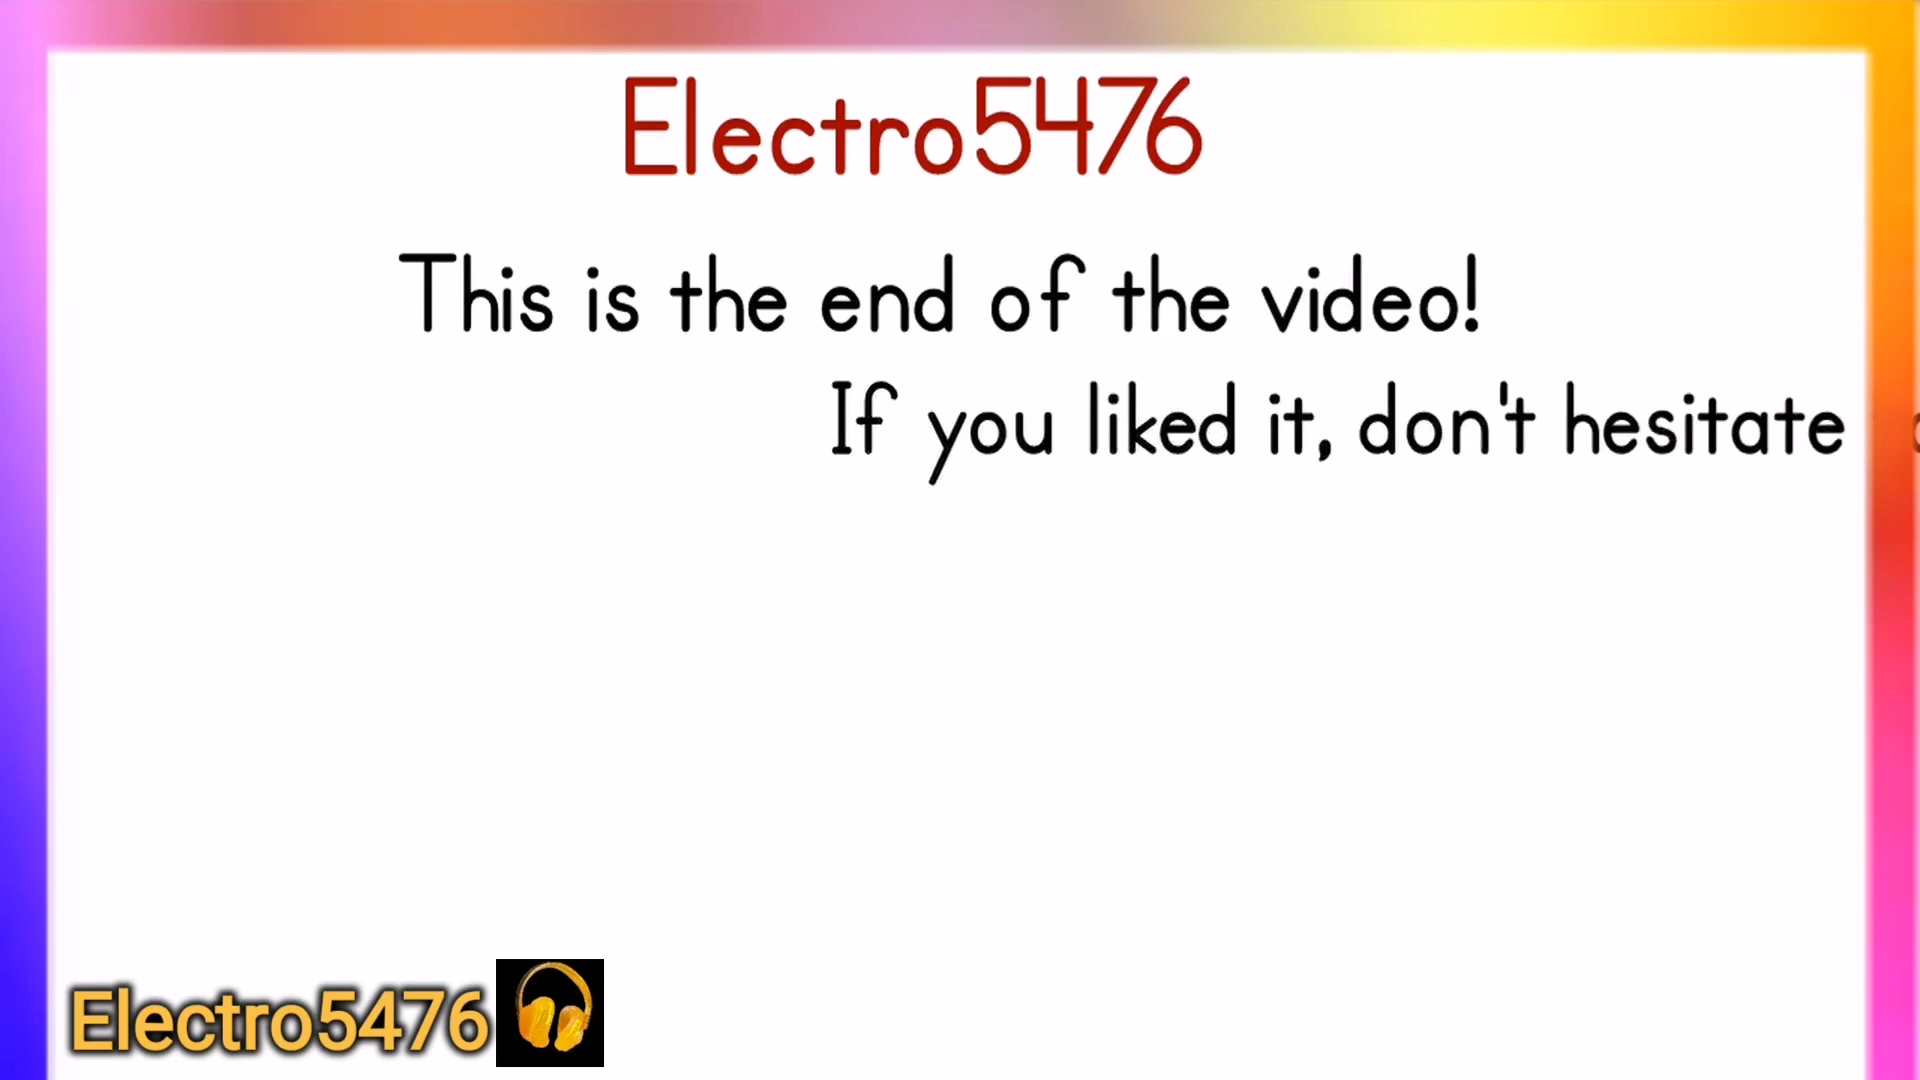 Electro5476
This is the end of the video!
If you liked it, don't hesitate
Electro5476